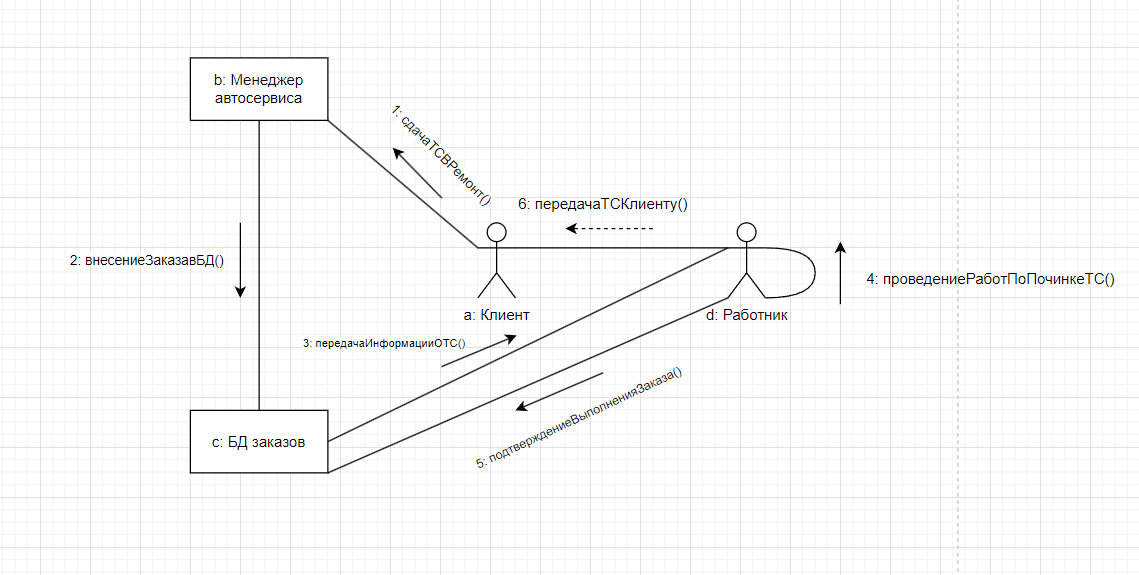 b: Менеджер
автосервиса
1: сдачаТСВРемонт()
6: передачаТСКлиенту()
2: внесениеЗаказавБД()
4: проведениеРаботПоПочинкеТС()
a: Клиент
d: Работник
3: передачаИнформацииОТС()
5: подтверждениеВыполненияЗаказа()
c: БД заказов